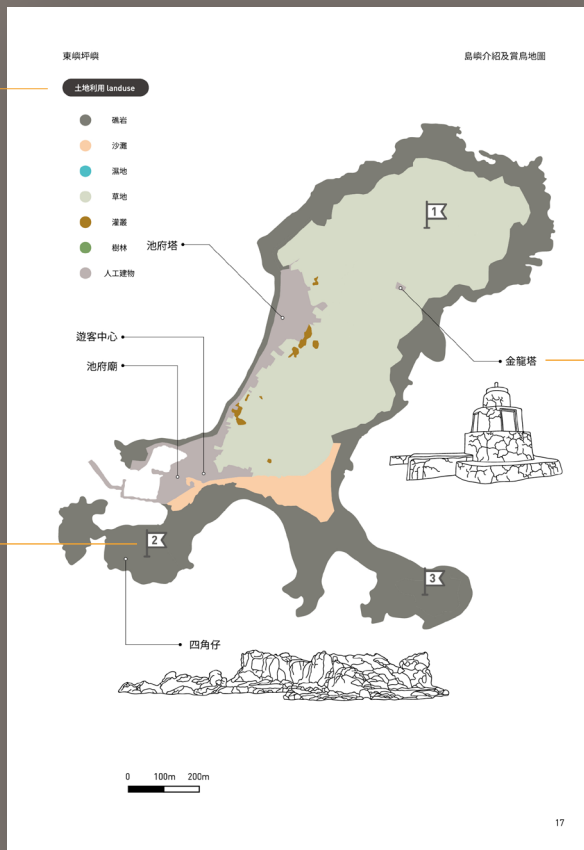 東嶼坪嶼
島嶼介紹及賞鳥地圖
土地利用 landuse
礁岩
沙灘
濕地
草地
灌叢
樹林
人工建物
池府塔
遊客中心
池府廟
金龍塔
四角仔
1
2
3
0 100m 200m
17